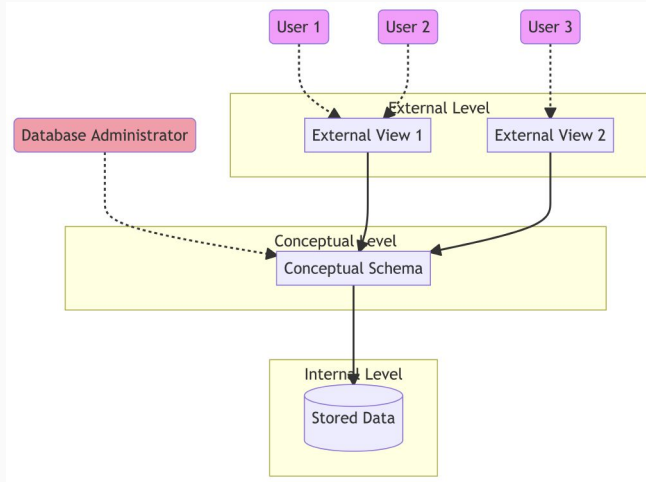 User 1
User 2
User 3
External Level
Database Administrator
External View 1
External View 2
Conceptual Level
Conceptual Schema
Internal Level
Stored Data